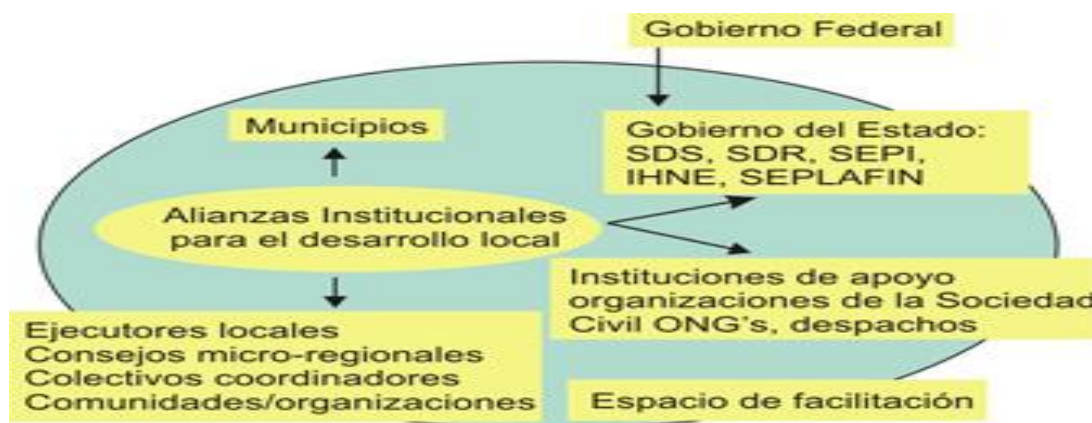 Gobierno Federal
Municipios
Gobierno del Estado:
SDS, SDR, SEPI,
IHNE, SEPLAFIN
Alianzas Institucionales
para el desarrollo local
Instituciones de apoyo
organizaciones de la Sociedad
Civil ONG's, despachos
Ejecutores locales
Consejos micro-regionales
Colectivos coordinadores
Comunidades/organizaciones
Espacio de facilitación